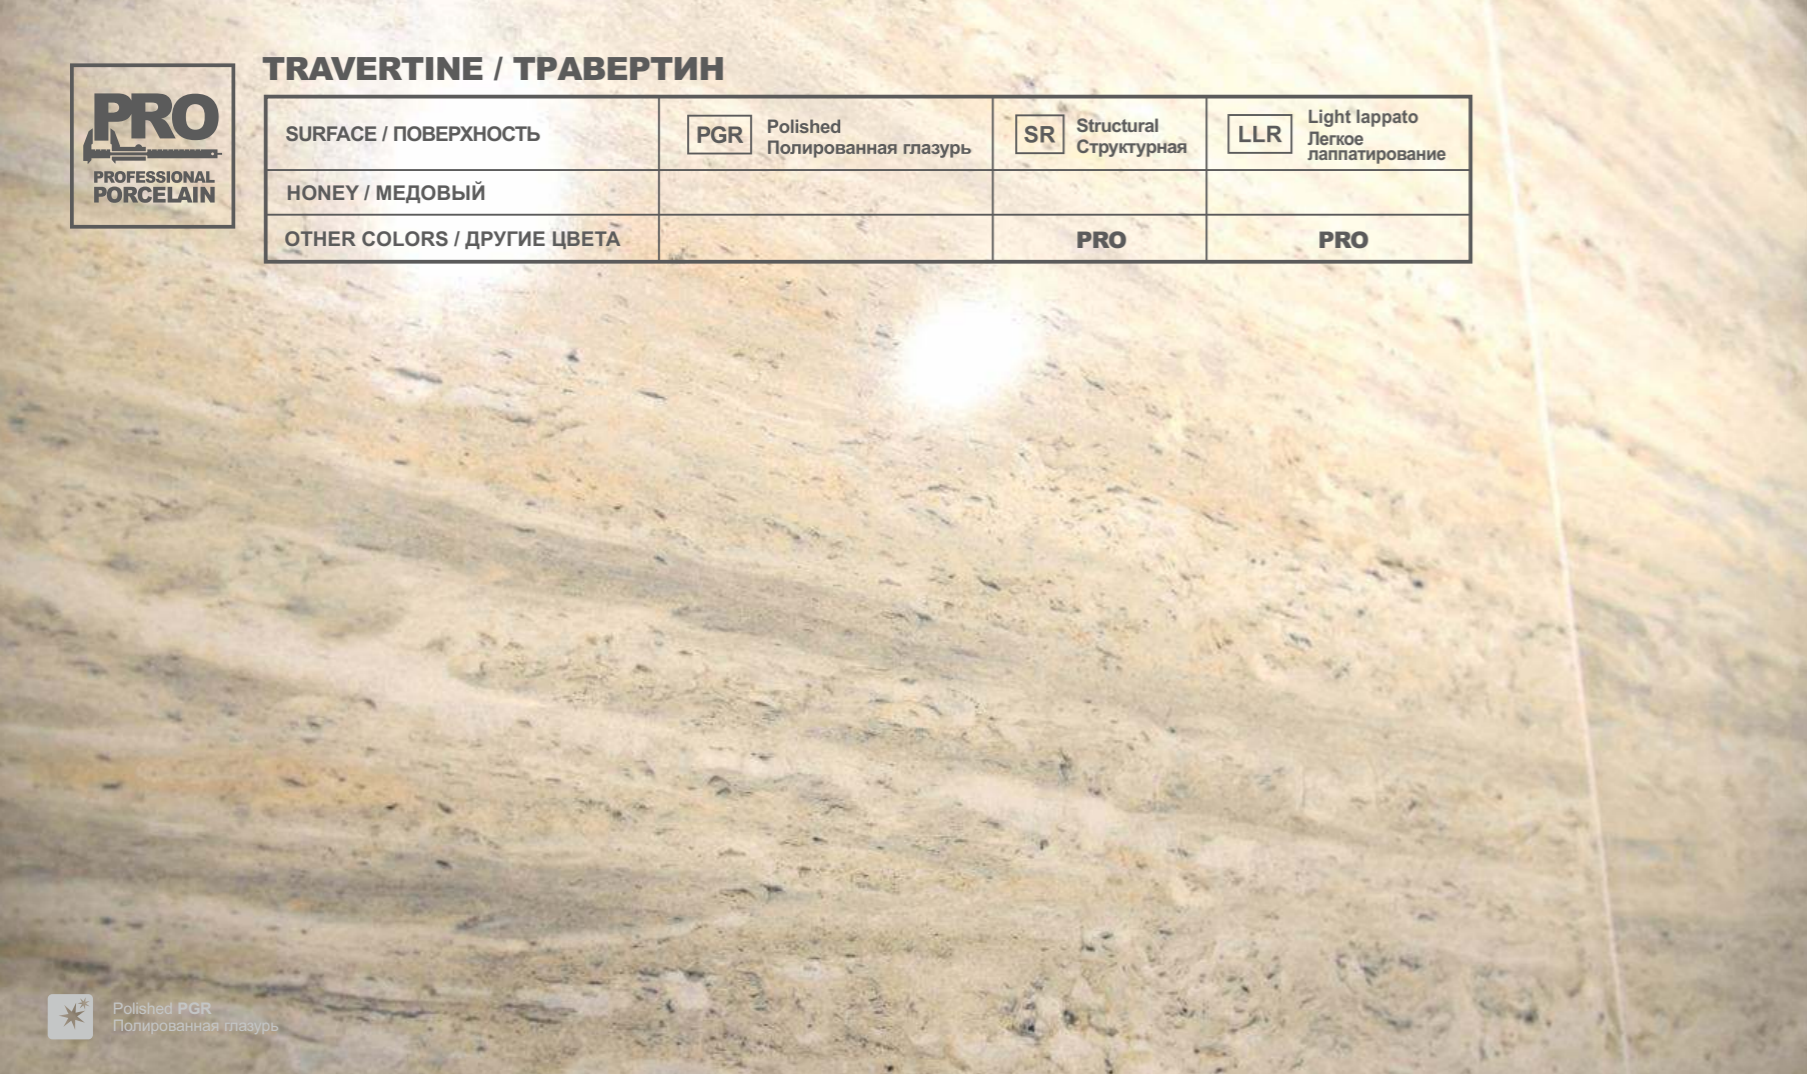 PRO
PROFESSIONAL
PORCELAIN
TRAVERTINE / ТРАВЕРТИН
SURFACE / ПОВЕРХНОСТЬ
PGR
Polished
Полированная глазурь
SR
Structural
Структурная
LLR
Light lappato
Легкое
лаппатирование
HONEY / МЕДОВЫЙ
OTHER COLORS / ДРУГИЕ ЦВЕТА PRO PRO
Polished PGR
Полированная глазурь